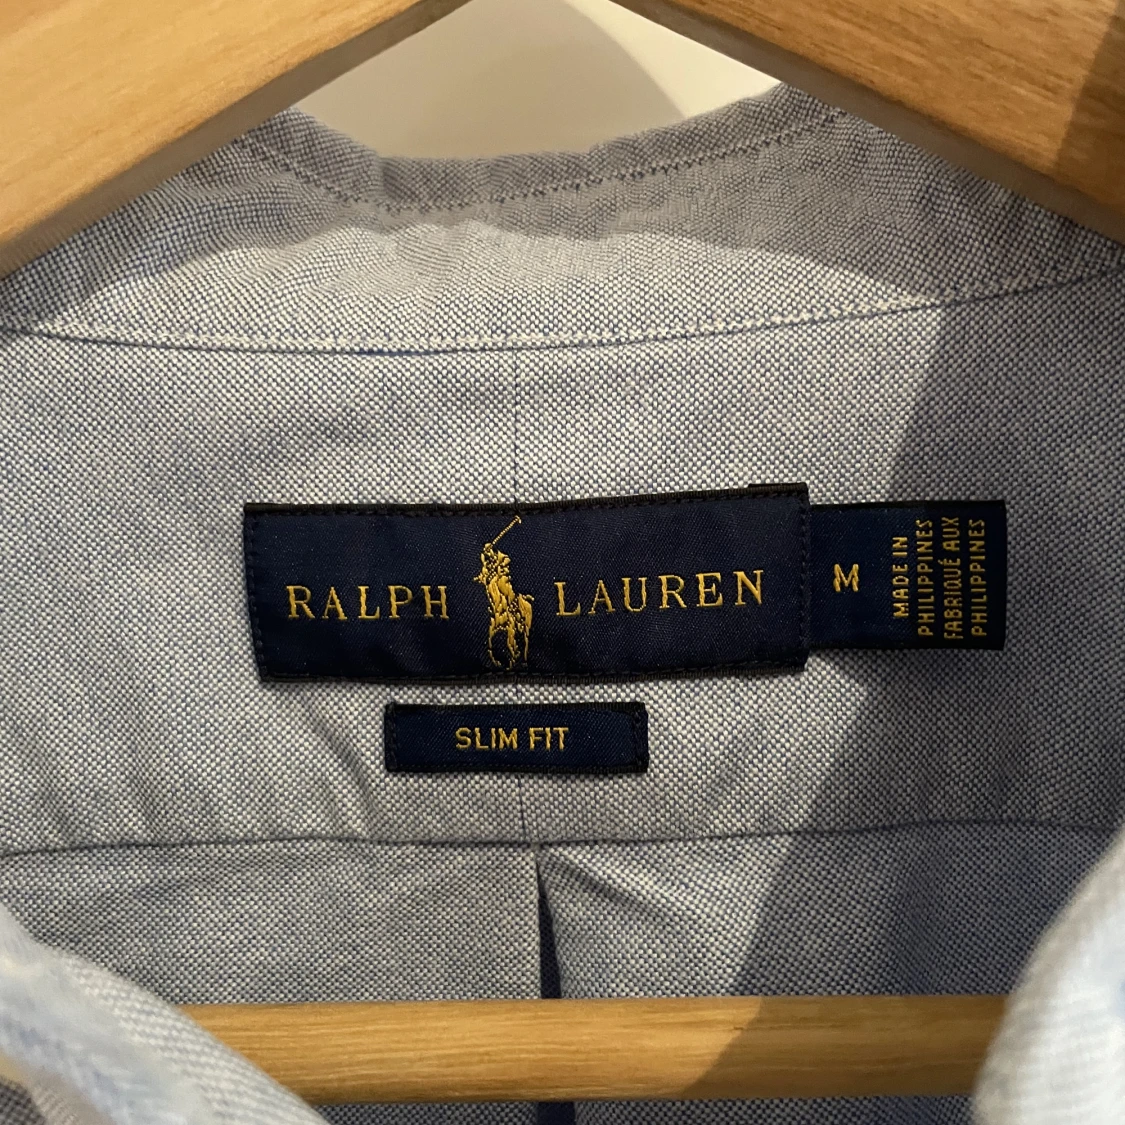 RALPH LAUREN
M
MADE IN
PHILIPPINES
FABRIQUÉ AUX
PHILIPPINES
SLIM FIT